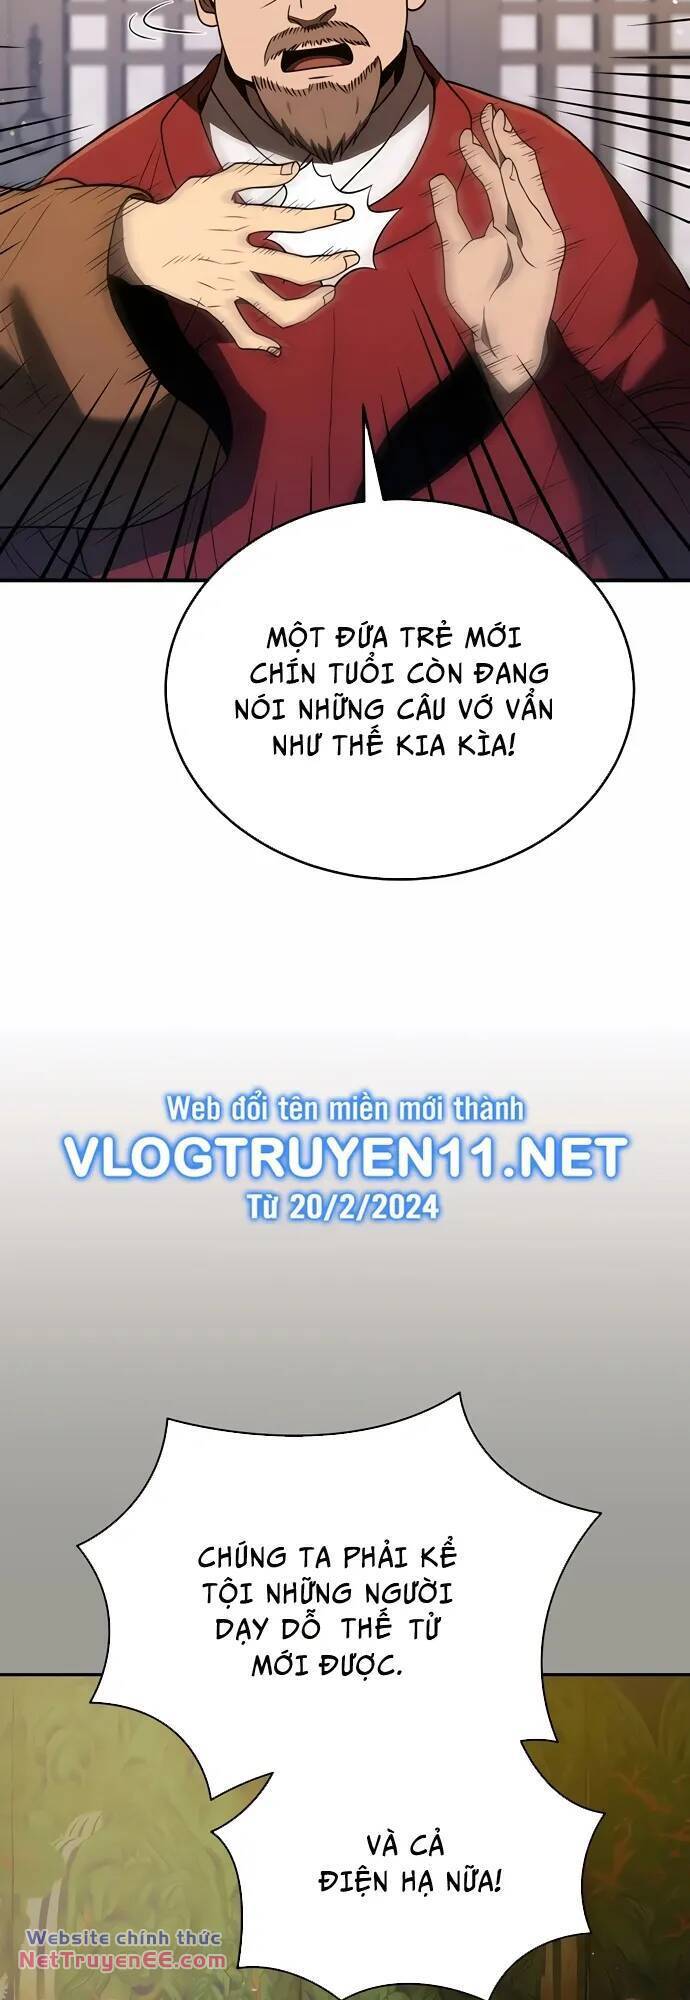 MỘT ĐỨA TRẺ MỚI
CHÍN TUỔI CÒN ĐANG
NÓI NHỮNG CÂU VỚ VẨN
NHƯ THẾ KIA KÌA!
Web đổi tên miền mới thành
VLOGTRUYEN11.NET
Từ 20/2/2024
CHÚNG TA PHẢI KỂ
TỘI NHỮNG NGƯỜI
DẠY DỖ THẾ TỬ
MỚI ĐƯỢC.
VÀ CẢ
ĐIỆN HẠ NỮA!
Website chính thức
NetTruyenEE.com